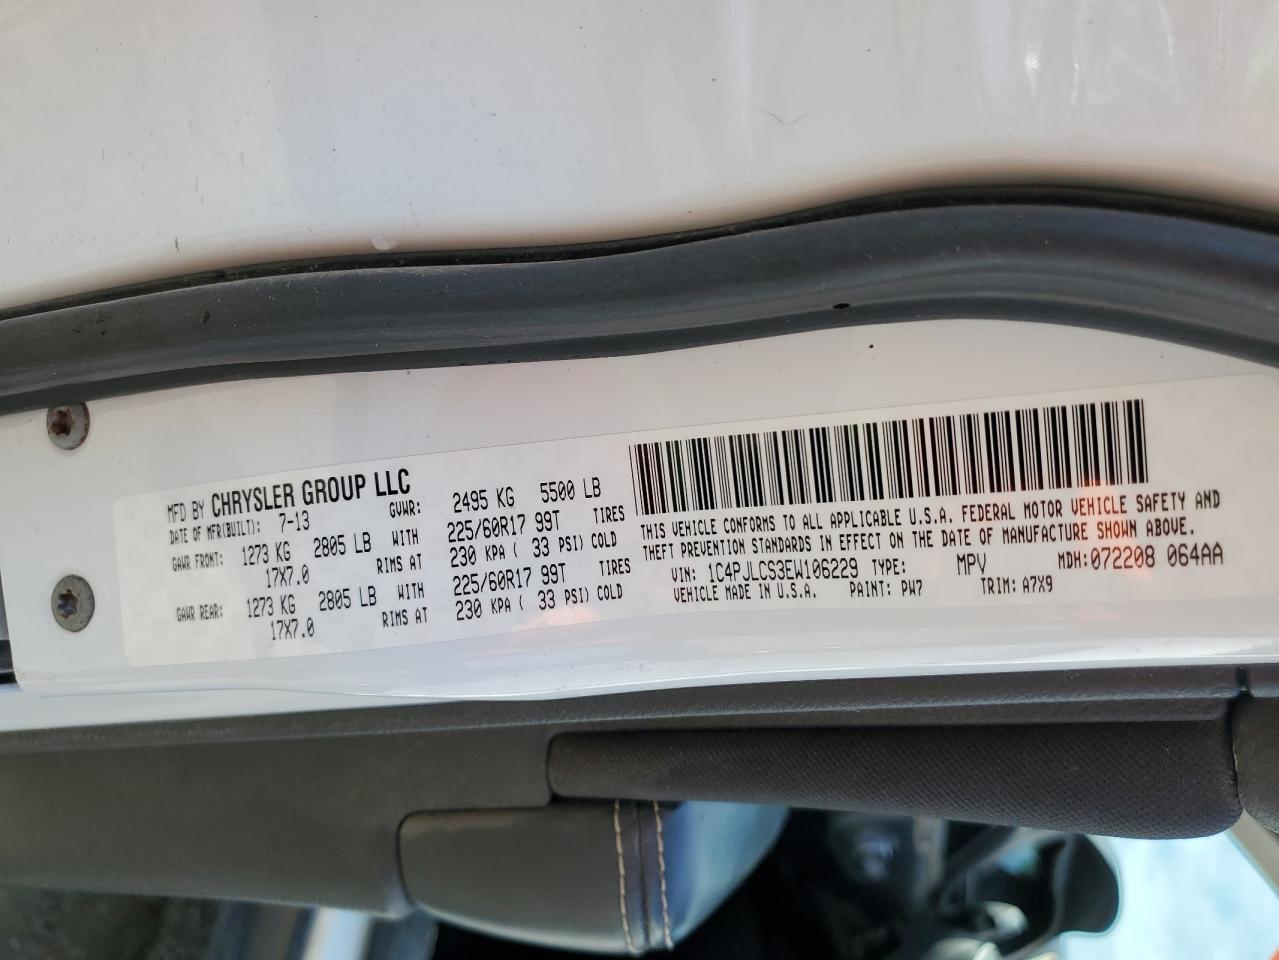 MFD BY CHRYSLER GROUP LLC
DATE OF MFR(BUILT): 7-13 GVWR: 2495 KG 5500 LB
GAWR FRONT: 1273 KG 2805 LB WITH 225/60R17 99T TIRES
17X7.0 RIMS AT 230 KPA ( 33 PSI) COLD
GAWR REAR: 1273 KG 2805 LB WITH 225/60R17 99T TIRES
17X7.0 RIMS AT 230 KPA ( 33 PSI) COLD
THIS VEHICLE CONFORMS TO ALL APPLICABLE U.S.A. FEDERAL MOTOR VEHICLE SAFETY AND
THEFT PREVENTION STANDARDS IN EFFECT ON THE DATE OF MANUFACTURE SHOWN ABOVE.
VIN: 1C4PJLCS3EW106229 TYPE: MPV MDH:072208 064AA
VEHICLE MADE IN U.S.A. PAINT: PW7 TRIM: A7X9